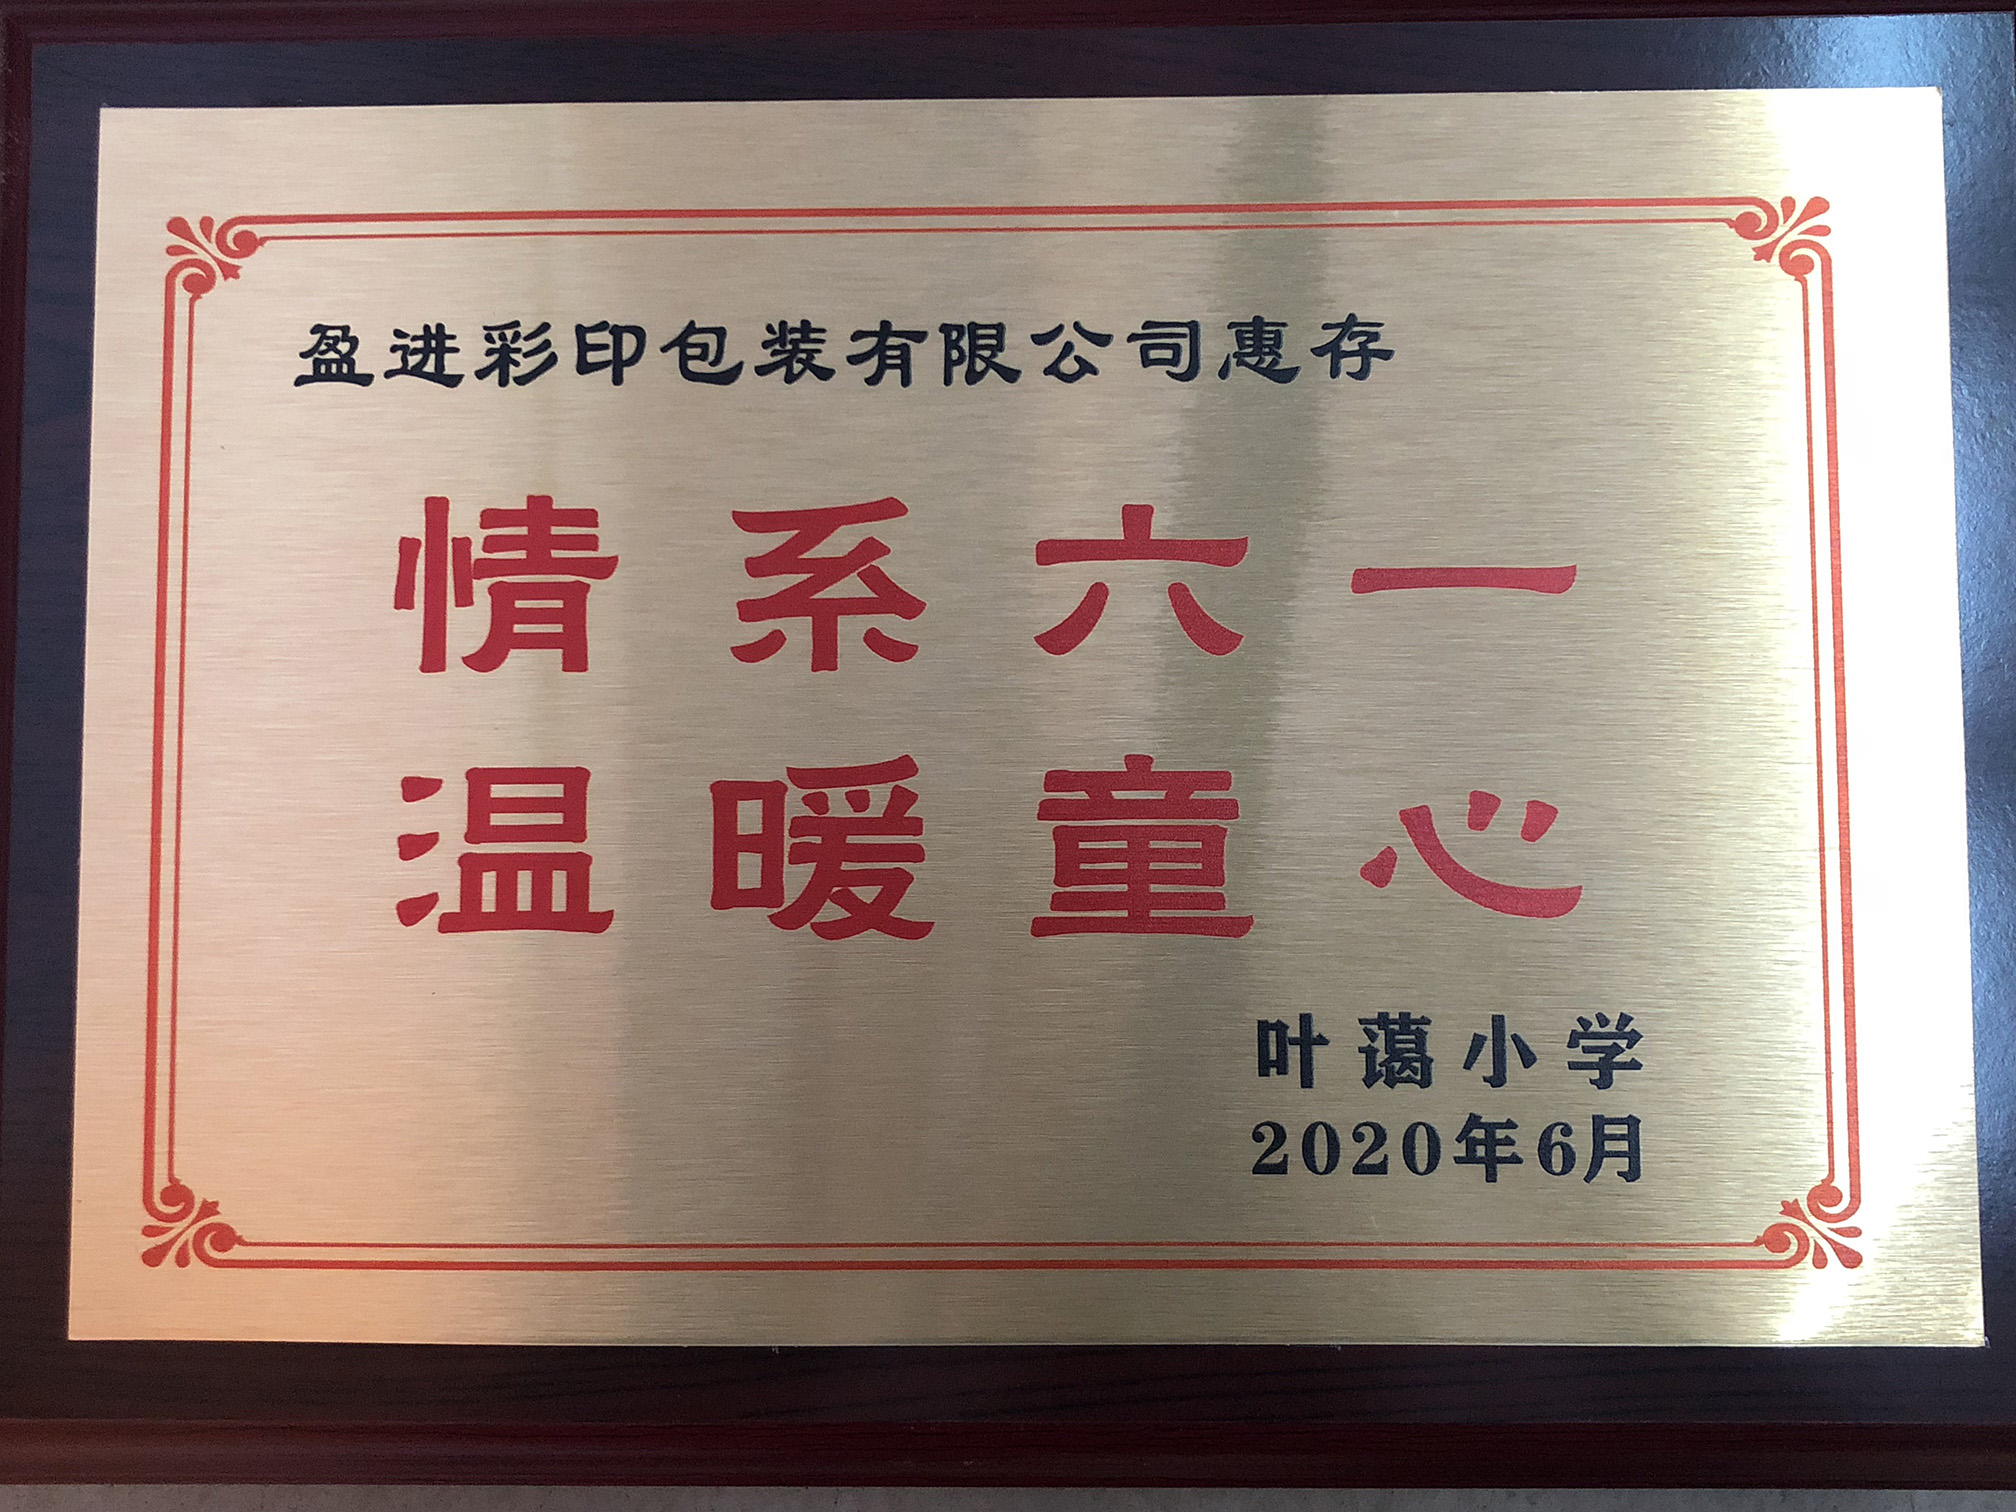 盈进彩印包装有限公司惠存
情系六一
温暖童心
叶蔼小学
2020年6月